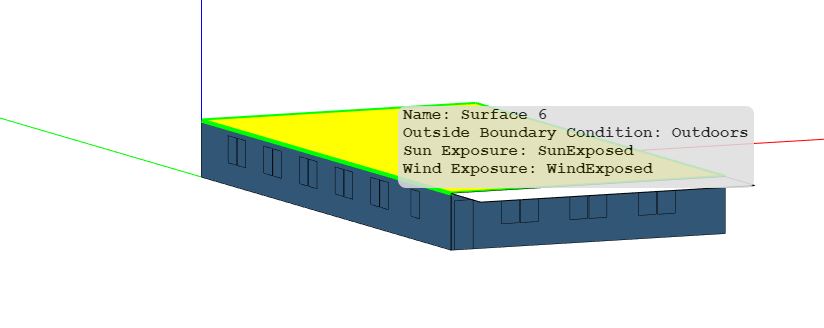 Name: Surface 6
Outside Boundary Condition: Outdoors
Sun Exposure: SunExposed
Wind Exposure: WindExposed